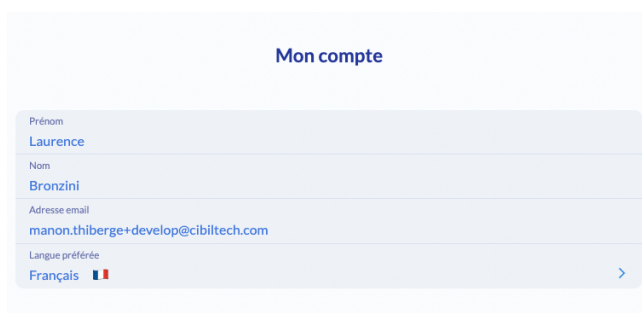 Mon compte
Prénom
Laurence
Nom
Bronzini
Adresse email
manon.thiberge+develop@cibiltech.com
Langue préférée
Français